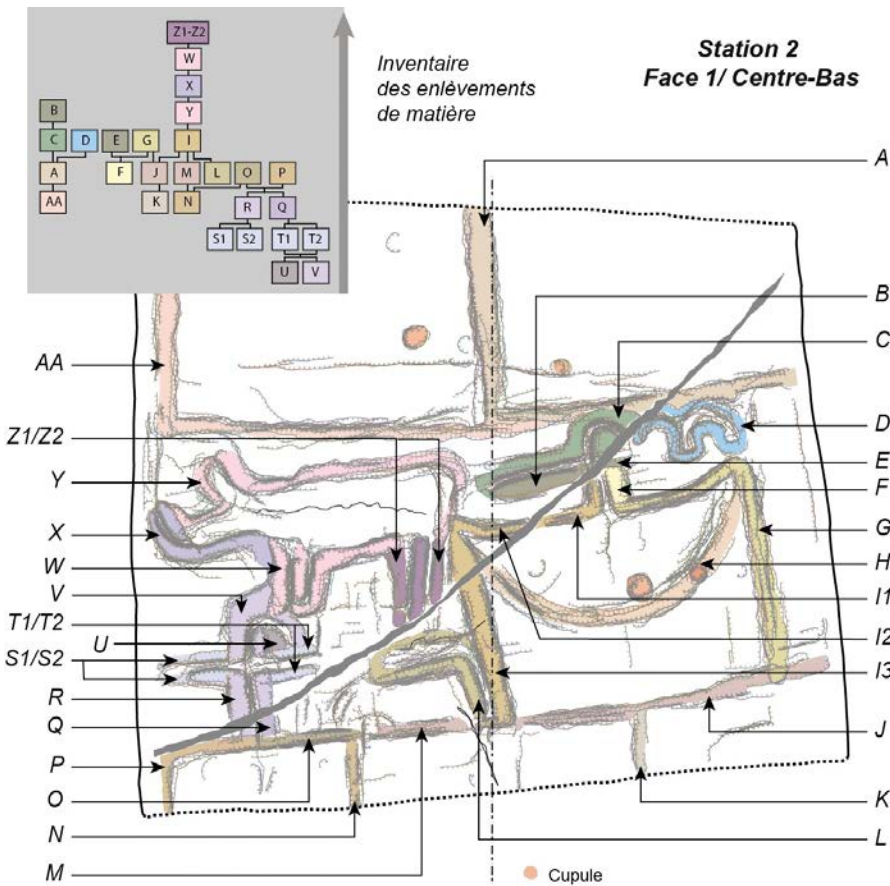 Z1-Z2
W
X
B
Y
C D E G I
A F J M L O P
AA K N R Q
S1 S2 T1 T2
U V
Inventaire
des enlèvements
de matière
Station 2
Face 1/ Centre-Bas
A
B
C
D
E
F
G
H
I1
I2
I3
J
K
L
AA
Z1/Z2
Y
X
W
V
T1/T2
U
S1/S2
R
Q
P
O
N
M
Cupule